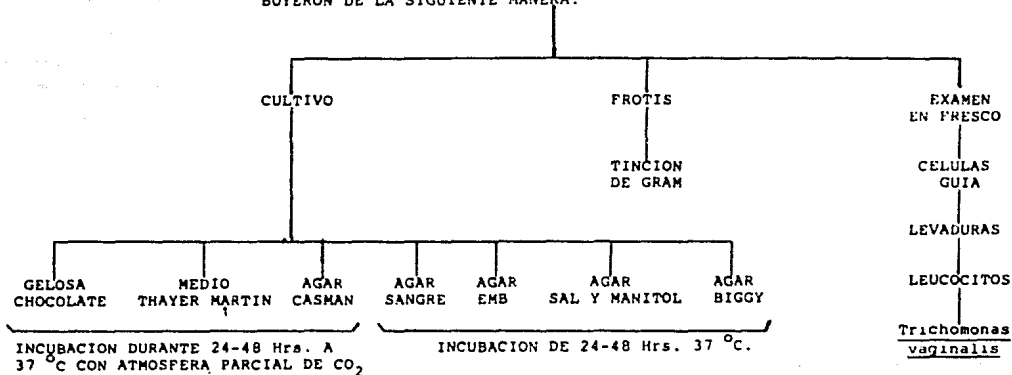 BUYERON DE LA SIGUIENTE MANERA:
CULTIVO
FROTIS
EXAMEN
EN FRESCO
TINCION
DE GRAM
CELULAS
GUIA
LEVADURAS
LEUCOCITOS
Trichomonas
vaginalis
GELOSA
CHOCOLATE
MEDIO
THAYER MARTIN
AGAR
CASMAN
AGAR
SANGRE
AGAR
EMB
AGAR
SAL Y MANITOL
AGAR
BIGGY
INCUBACION DURANTE 24-48 Hrs. A
37 °C CON ATMOSFERA PARCIAL DE CO₂
INCUBACION DE 24-48 Hrs. 37 °C.